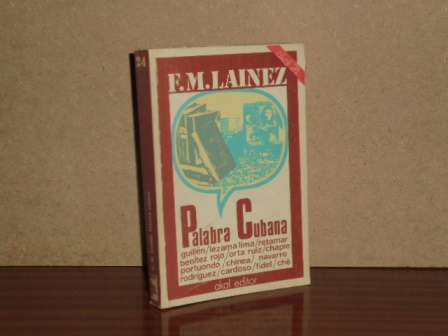 24
F.M. LAINEZ
Palabra Cubana
guillén/lezama lima/retamar
benítez rojo/orta ruiz/chaple
portuondo/chinea/navarro
rodríguez/cardoso/fidel/ché
akal editor